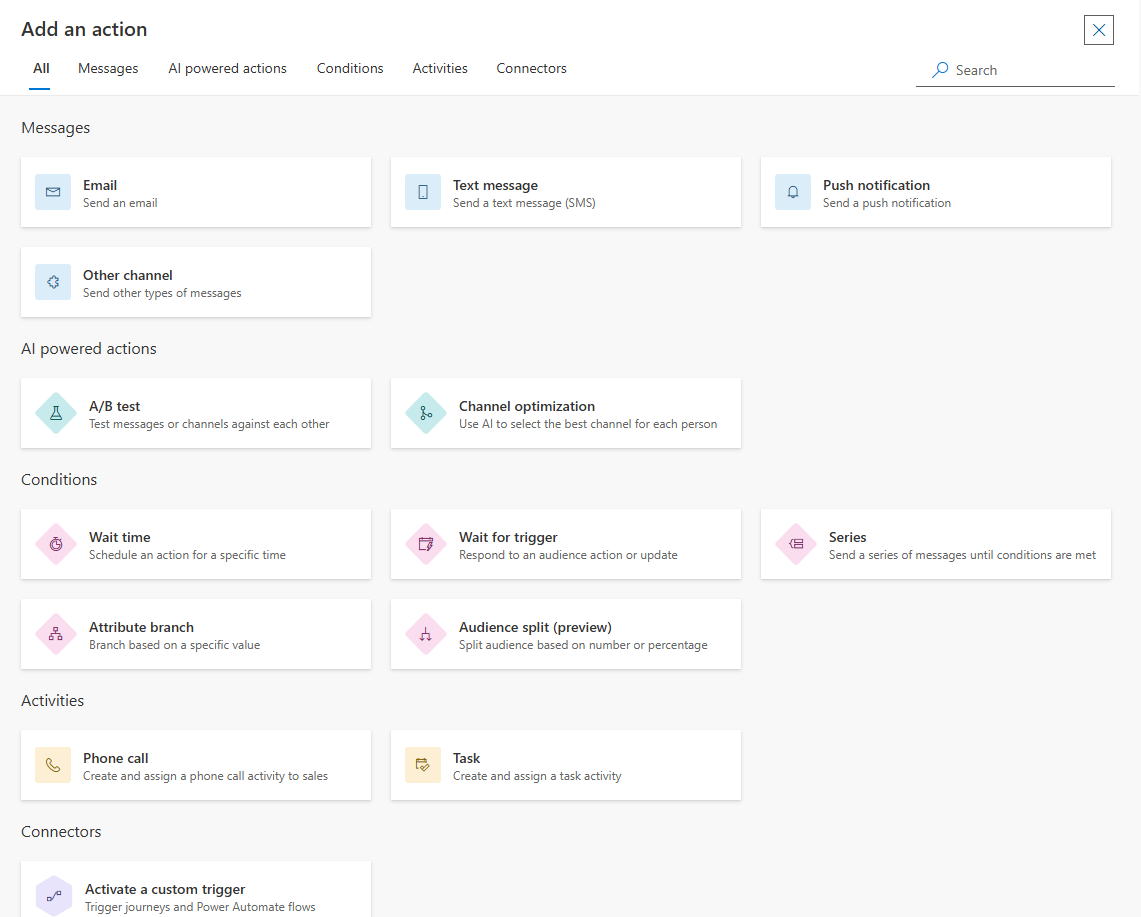 Add an action
All Messages AI powered actions Conditions Activities Connectors Search
Messages
Email
Send an email
Text message
Send a text message (SMS)
Push notification
Send a push notification
Other channel
Send other types of messages
AI powered actions
A/B test
Test messages or channels against each other
Channel optimization
Use AI to select the best channel for each person
Conditions
Wait time
Schedule an action for a specific time
Wait for trigger
Respond to an audience action or update
Series
Send a series of messages until conditions are met
Attribute branch
Branch based on a specific value
Audience split (preview)
Split audience based on number or percentage
Activities
Phone call
Create and assign a phone call activity to sales
Task
Create and assign a task activity
Connectors
Activate a custom trigger
Trigger journeys and Power Automate flows